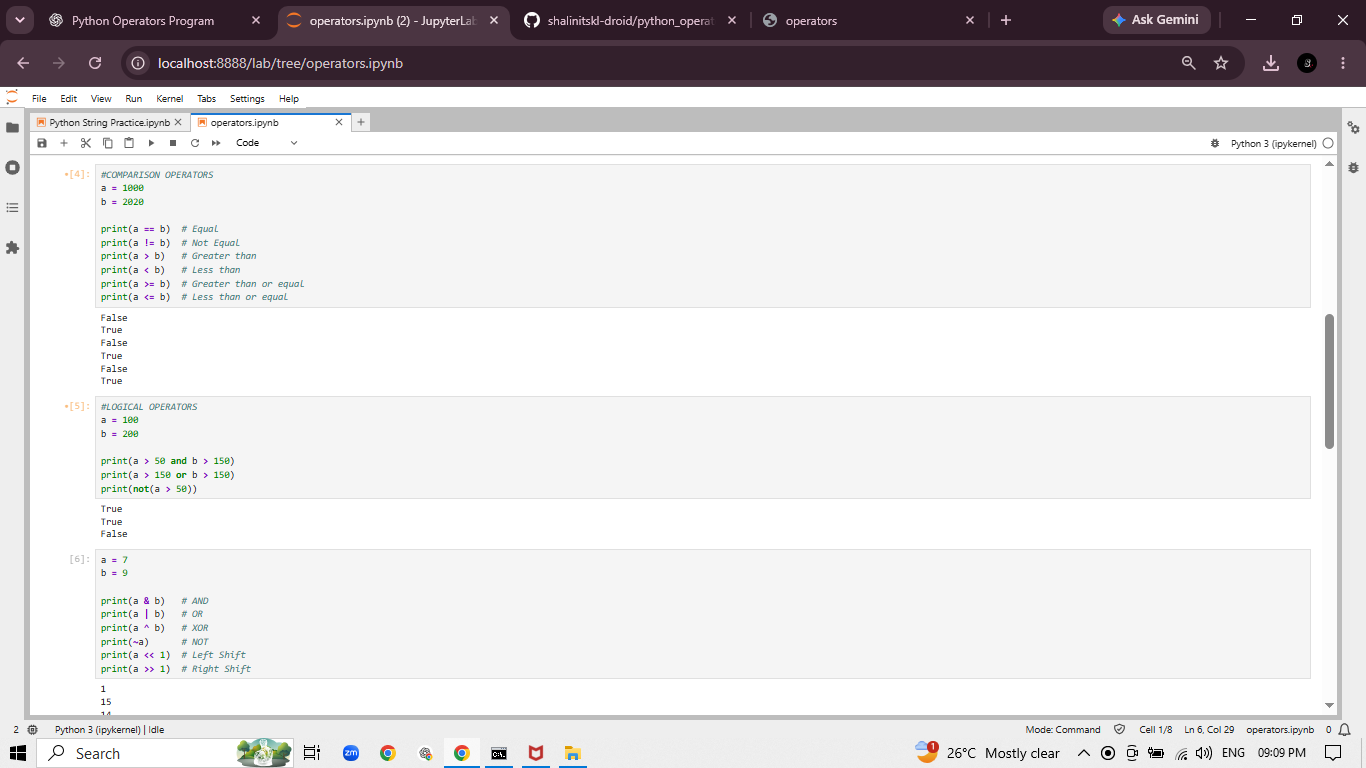 Python Operators Program
operators.ipynb (2) - JupyterLab
shalinitskl-droid/python_operat
operators
Ask Gemini
localhost:8888/lab/tree/operators.ipynb
File Edit View Run Kernel Tabs Settings Help
Python String Practice.ipynb
operators.ipynb
Code
Python 3 (ipykernel)
[4]:
#COMPARISON OPERATORS
a = 1000
b = 2020
print(a == b)  # Equal
print(a != b)  # Not Equal
print(a > b)   # Greater than
print(a < b)   # Less than
print(a >= b)  # Greater than or equal
print(a <= b)  # Less than or equal
False
True
False
True
False
True
[5]:
#LOGICAL OPERATORS
a = 100
b = 200
print(a > 50 and b > 150)
print(a > 150 or b > 150)
print(not(a > 50))
True
True
False
[6]:
a = 7
b = 9
print(a & b)   # AND
print(a | b)   # OR
print(a ^ b)   # XOR
print(~a)      # NOT
print(a << 1)  # Left Shift
print(a >> 1)  # Right Shift
1
15
14
2 Python 3 (ipykernel) | Idle
Mode: Command Cell 1/8 Ln 6, Col 29 operators.ipynb 0
Search
zm
1
26°C Mostly clear
ENG 09:09 PM